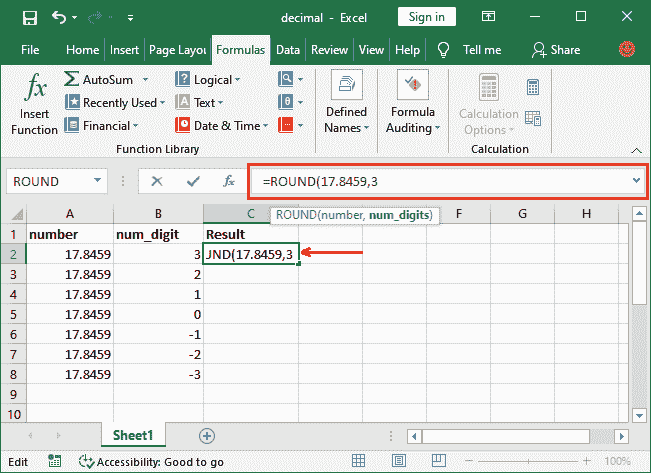 decimal - Excel
Sign in
File Home Insert Page Layou Formulas Data Review View Help Tell me Share
fx
Insert Function
AutoSum
Recently Used
Financial
Logical
Text
Date & Time
Function Library
Defined Names
Formula Auditing
Calculation Options
Calculation
ROUND
fx =ROUND(17.8459,3
ROUND(number, num_digits)
A B C F G H
1 number num_digit Result
2 17.8459 3 JND(17.8459,3
3 17.8459 2
4 17.8459 1
5 17.8459 0
6 17.8459 -1
7 17.8459 -2
8 17.8459 -3
9
10
Sheet1
Edit Accessibility: Good to go 100%